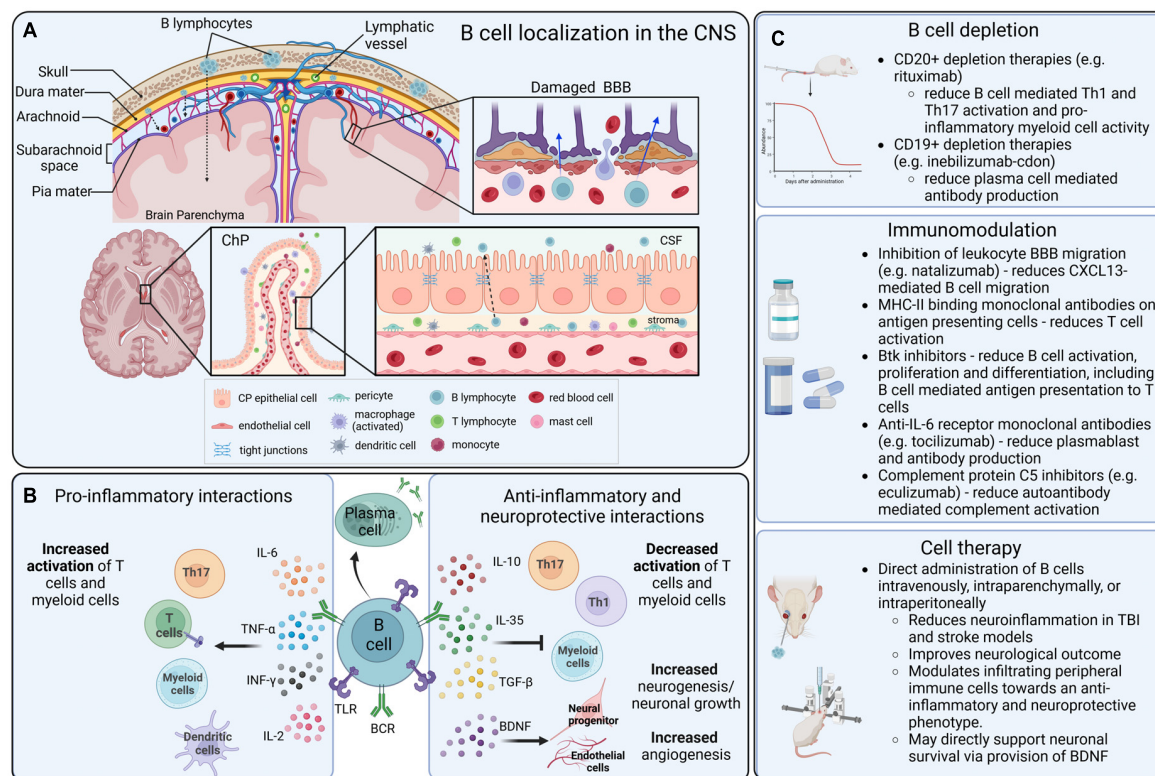 A
B cell localization in the CNS
B lymphocytes
Lymphatic
vessel
Skull
Dura mater
Arachnoid
Subarachnoid
space
Pia mater
Brain Parenchyma
Damaged BBB
ChP
CSF
stroma
CP epithelial cell
endothelial cell
tight junctions
pericyte
macrophage
(activated)
dendritic cell
B lymphocyte
T lymphocyte
monocyte
red blood cell
mast cell
B
Pro-inflammatory interactions
Increased
activation of T
cells and
myeloid cells
Th17
T
cells
Myeloid
cells
Dendritic
cells
IL-6
TNF-α
INF-γ
IL-2
Plasma
cell
B
cell
TLR
BCR
Anti-inflammatory and
neuroprotective interactions
IL-10
IL-35
TGF-β
BDNF
Th17
Th1
Myeloid
cells
Neural
progenitor
Endothelial
cells
Decreased
activation of T
cells and
myeloid cells
Increased
neurogenesis/
neuronal growth
Increased
angiogenesis
C
B cell depletion
Abundance
0 1 2 3 4
Days after administration
• CD20+ depletion therapies (e.g.
rituximab)
○ reduce B cell mediated Th1 and
Th17 activation and pro-
inflammatory myeloid cell activity
• CD19+ depletion therapies
(e.g. inebilizumab-cdon)
○ reduce plasma cell mediated
antibody production
Immunomodulation
• Inhibition of leukocyte BBB migration
(e.g. natalizumab) - reduces CXCL13-
mediated B cell migration
• MHC-II binding monoclonal antibodies on
antigen presenting cells - reduces T cell
activation
• Btk inhibitors - reduce B cell activation,
proliferation and differentiation, including
B cell mediated antigen presentation to T
cells
• Anti-IL-6 receptor monoclonal antibodies
(e.g. tocilizumab) - reduce plasmablast
and antibody production
• Complement protein C5 inhibitors (e.g.
eculizumab) - reduce autoantibody
mediated complement activation
Cell therapy
• Direct administration of B cells
intravenously, intraparenchymally, or
intraperitoneally
○ Reduces neuroinflammation in TBI
and stroke models
○ Improves neurological outcome
○ Modulates infiltrating peripheral
immune cells towards an anti-
inflammatory and neuroprotective
phenotype.
○ May directly support neuronal
survival via provision of BDNF